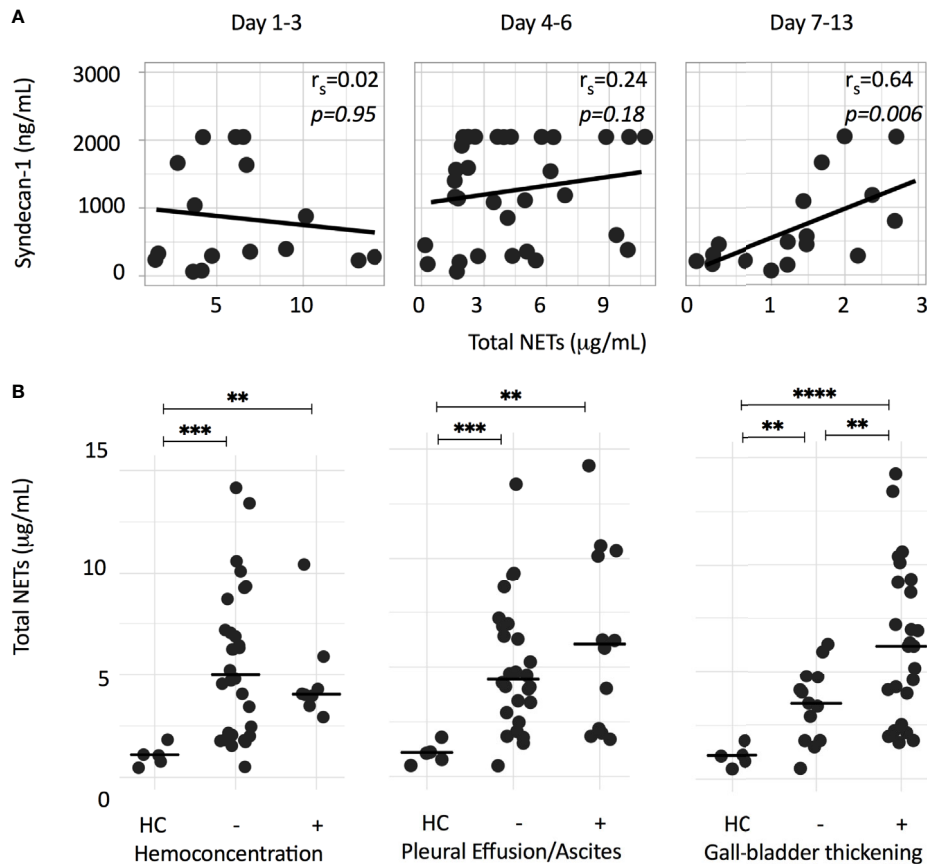 A
Day 1-3
Day 4-6
Day 7-13
Syndecan-1 (ng/mL)
3000
2000
1000
0
rs=0.02
p=0.95
rs=0.24
p=0.18
rs=0.64
p=0.006
5 10
0 3 6 9
0 1 2 3
Total NETs (μg/mL)
B
**
***
**
***
****
** **
Total NETs (μg/mL)
15
10
5
0
HC - +
HC - +
HC - +
Hemoconcentration
Pleural Effusion/Ascites
Gall-bladder thickening